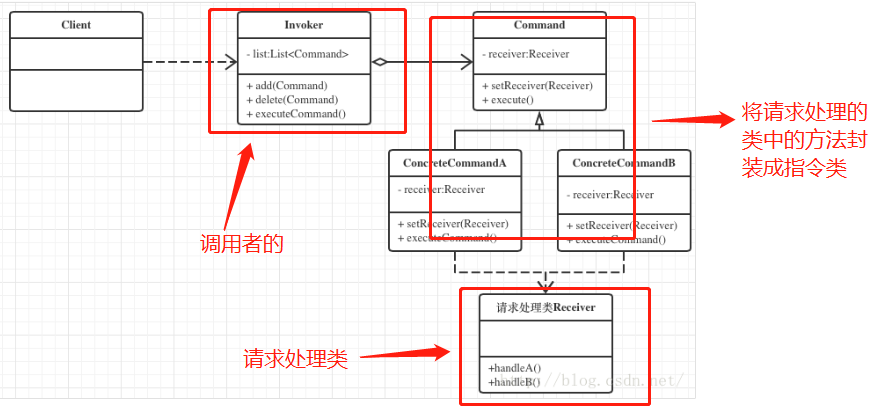 Client
Invoker
- list:List<Command>
+ add(Command)
+ delete(Command)
+ executeCommand()
Command
- receiver:Receiver
+ setReceiver(Receiver)
+ execute()
将请求处理的
类中的方法封
装成指令类
ConcreteCommandA
- receiver:Receiver
+ setReceiver(Receiver)
+ executeCommand()
ConcreteCommandB
- receiver:Receiver
+ setReceiver(Receiver)
+ executeCommand()
调用者的
请求处理类
请求处理类Receiver
+handleA()
+handleB()
//blog.csdn.net/